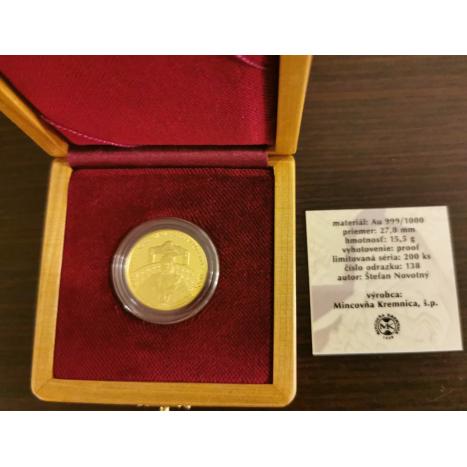 materiál: Au 999/1000
priemer: 27,0 mm
hmotnosť: 15,5 g
vyhotovenie: proof
limitovaná séria: 200 ks
číslo odrazku: 138
autor: Štefan Novotný
výrobca:
Mincovňa Kremnica, š.p.
MK